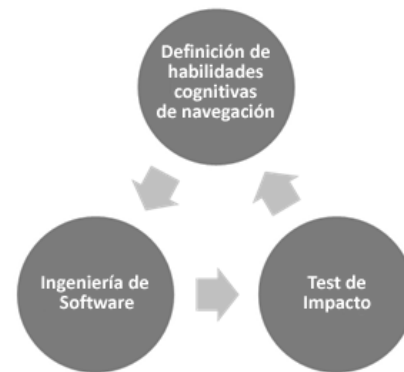 Definición de
habilidades
cognitivas
de navegación
Ingeniería de
Software
Test de
Impacto